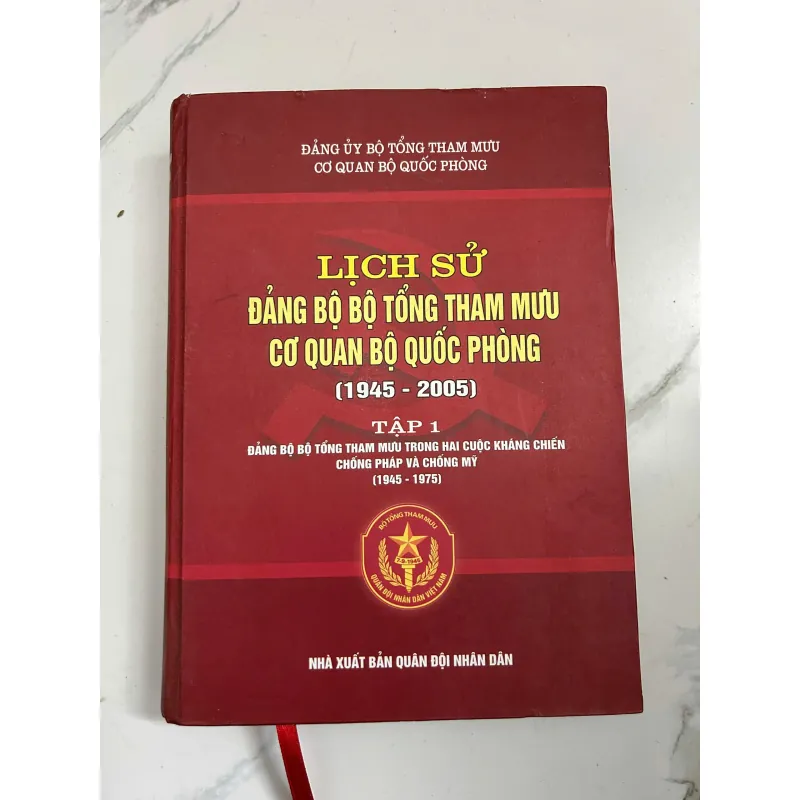 ĐẢNG ỦY BỘ TỔNG THAM MƯU
CƠ QUAN BỘ QUỐC PHÒNG
LỊCH SỬ
ĐẢNG BỘ BỘ TỔNG THAM MƯU
CƠ QUAN BỘ QUỐC PHÒNG
(1945 - 2005)
TẬP 1
ĐẢNG BỘ BỘ TỔNG THAM MƯU TRONG HAI CUỘC KHÁNG CHIẾN
CHỐNG PHÁP VÀ CHỐNG MỸ
(1945 - 1975)
BỘ TỔNG THAM MƯU
7-9-1945
QUÂN ĐỘI NHÂN DÂN VIỆT NAM
NHÀ XUẤT BẢN QUÂN ĐỘI NHÂN DÂN